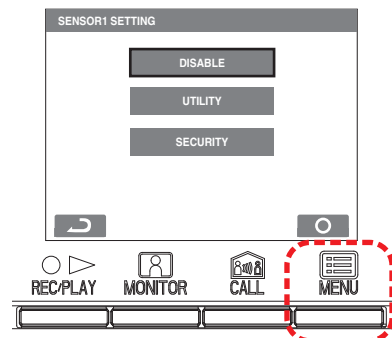 SENSOR1 SETTING
DISABLE
UTILITY
SECURITY
REC/PLAY MONITOR CALL MENU